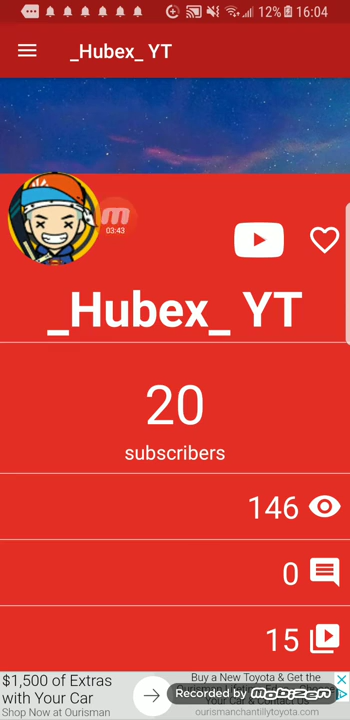 12% 16:04
_Hubex_ YT
m
03:43
_Hubex_ YT
20
subscribers
146
0
15
$1,500 of Extras
with Your Car
Shop Now at Ourisman
Buy a New Toyota & Get the
Your Car & Contact Us
ourismanchantillytoyota.com
Recorded by mobizen